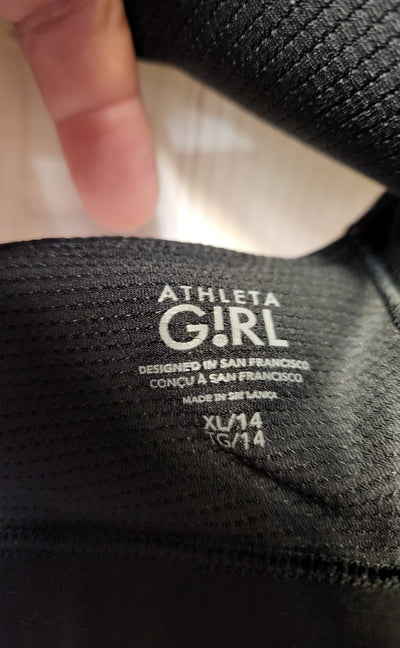 ATHLETA
G!RL
DESIGNED IN SAN FRANCISCO
CONÇU À SAN FRANCISCO
MADE IN SRI LANKA
XL/14
TG/14